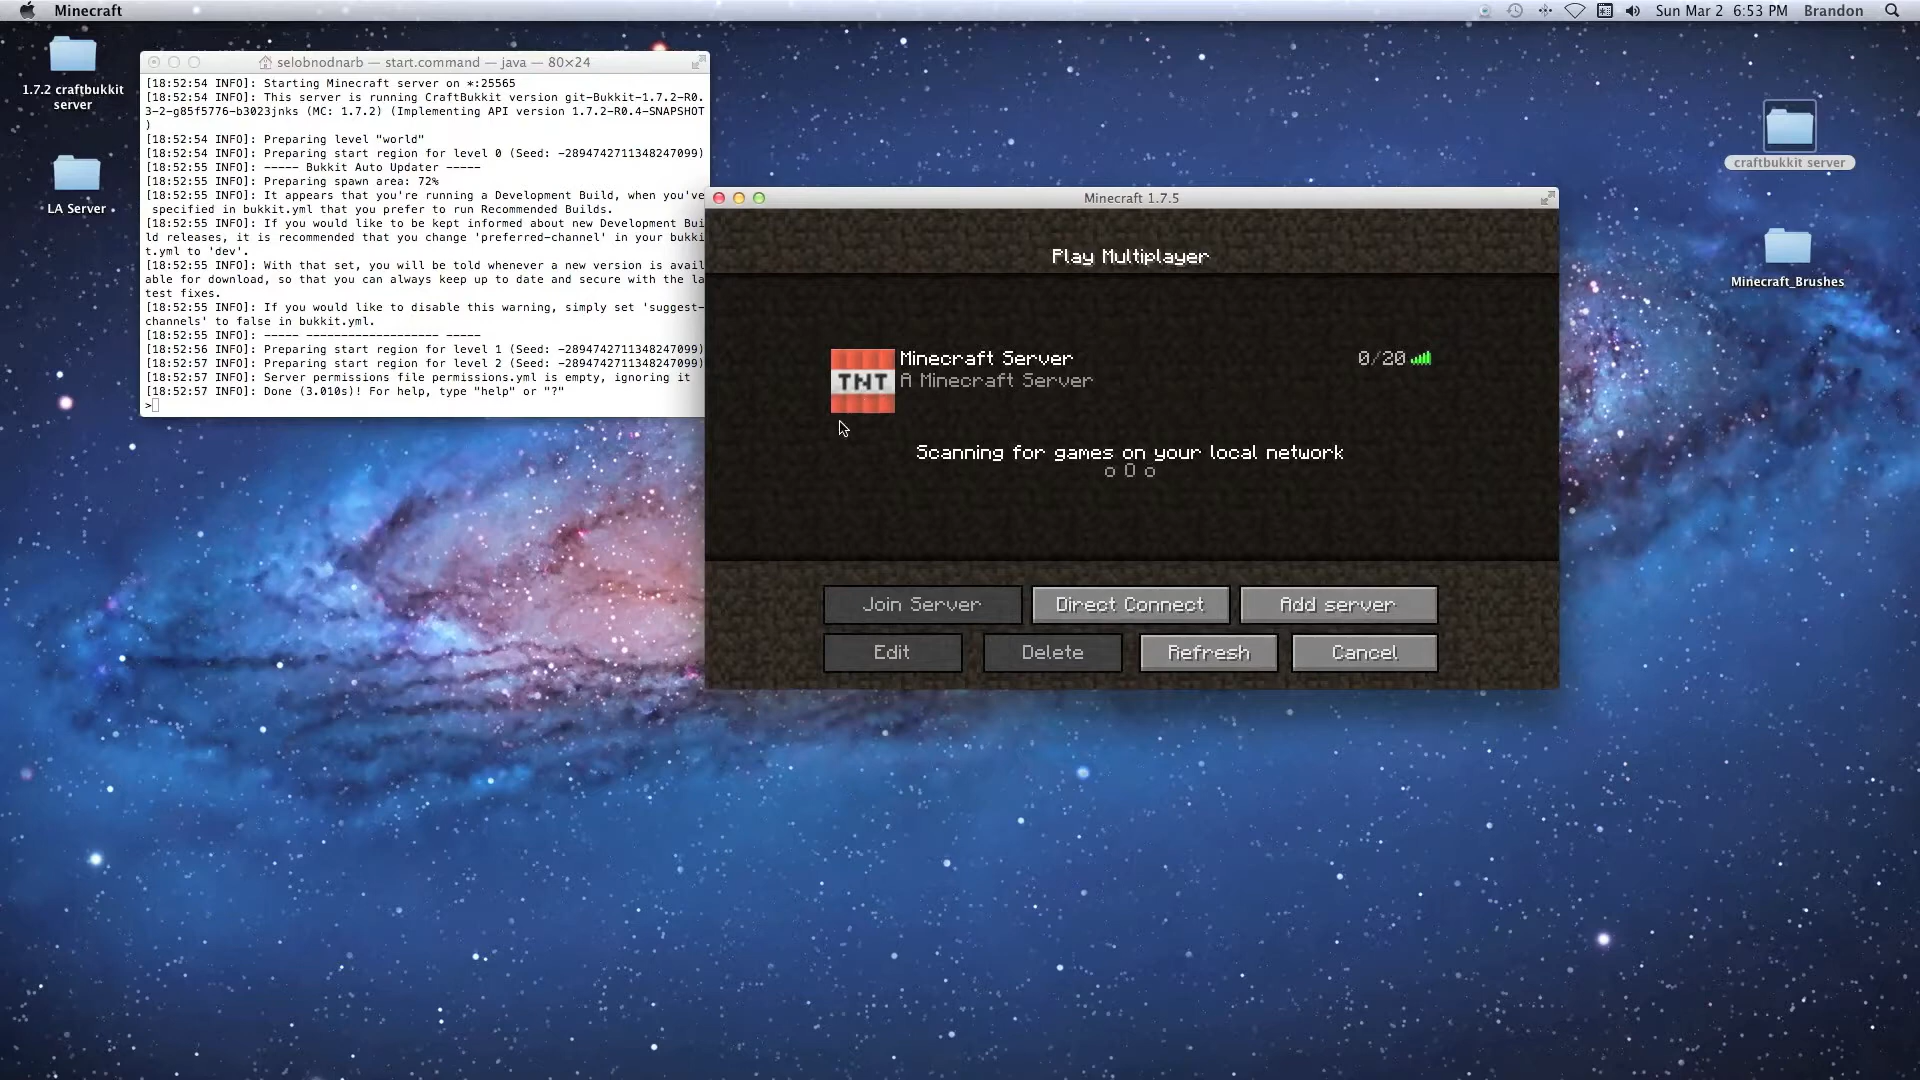 Minecraft
Sun Mar 2 6:53 PM Brandon
1.7.2 craftbukkit
server
LA Server
selobnodnarb — start.command — java — 80×24
[18:52:54 INFO]: Starting Minecraft server on *:25565
[18:52:54 INFO]: This server is running CraftBukkit version git-Bukkit-1.7.2-R0.
3-2-g85f5776-b3023jnks (MC: 1.7.2) (Implementing API version 1.7.2-R0.4-SNAPSHOT
)
[18:52:54 INFO]: Preparing level "world"
[18:52:54 INFO]: Preparing start region for level 0 (Seed: -2894742711348247099)
[18:52:55 INFO]: ----- Bukkit Auto Updater -----
[18:52:55 INFO]: Preparing spawn area: 72%
[18:52:55 INFO]: It appears that you're running a Development Build, when you've
specified in bukkit.yml that you prefer to run Recommended Builds.
[18:52:55 INFO]: If you would like to be kept informed about new Development Bui
ld releases, it is recommended that you change 'preferred-channel' in your bukki
t.yml to 'dev'.
[18:52:55 INFO]: With that set, you will be told whenever a new version is avail
able for download, so that you can always keep up to date and secure with the la
test fixes.
[18:52:55 INFO]: If you would like to disable this warning, simply set 'suggest-
channels' to false in bukkit.yml.
[18:52:55 INFO]: ----- ------------------- -----
[18:52:56 INFO]: Preparing start region for level 1 (Seed: -2894742711348247099)
[18:52:57 INFO]: Preparing start region for level 2 (Seed: -2894742711348247099)
[18:52:57 INFO]: Server permissions file permissions.yml is empty, ignoring it
[18:52:57 INFO]: Done (3.010s)! For help, type "help" or "?"
>
Minecraft 1.7.5
Play Multiplayer
TNT
Minecraft Server 0/20
A Minecraft Server
Scanning for games on your local network
o O o
Join Server Direct Connect Add server
Edit Delete Refresh Cancel
craftbukkit server
Minecraft_Brushes